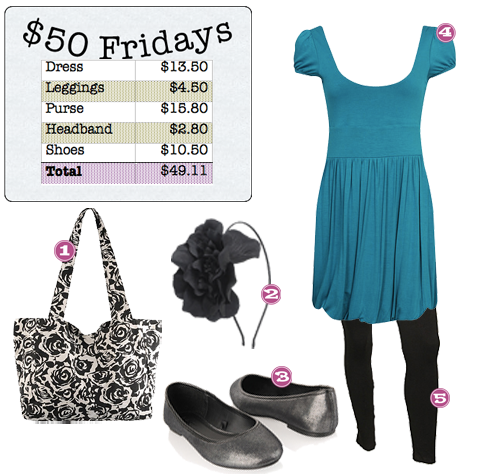 $50 Fridays
Dress $13.50
Leggings $4.50
Purse $15.80
Headband $2.80
Shoes $10.50
Total $49.11
4
1
2
3
5